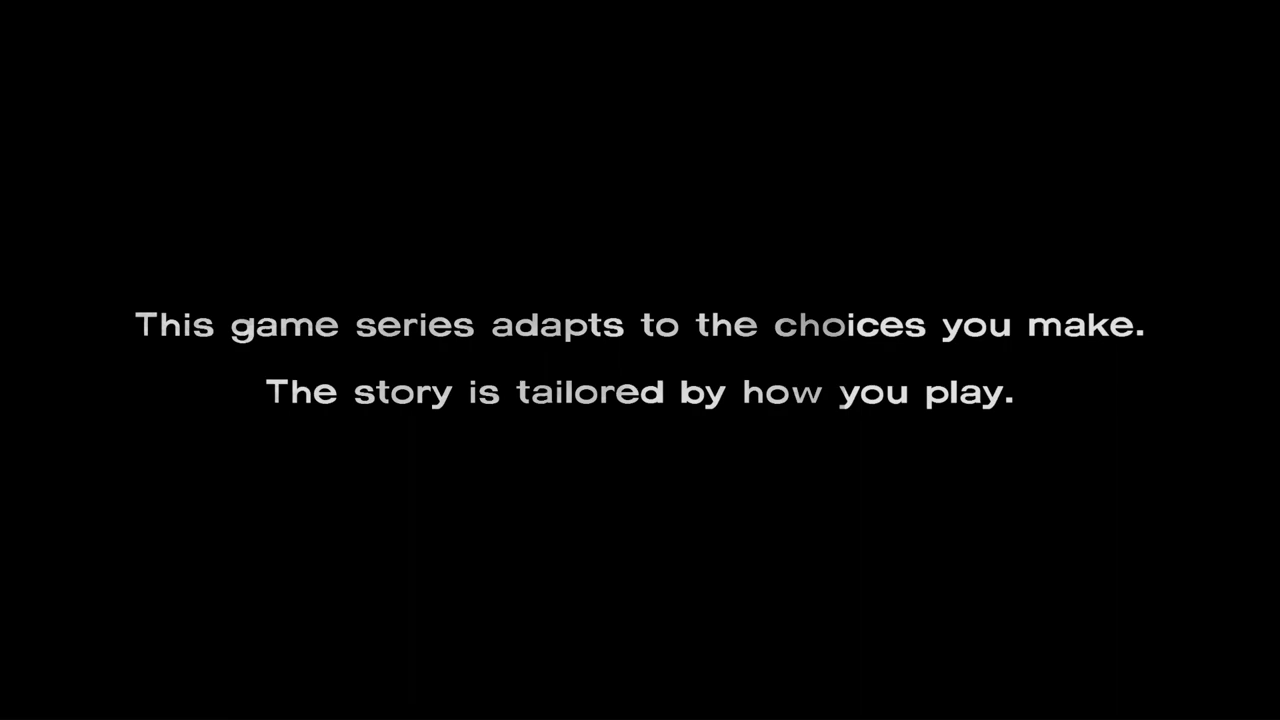 This game series adapts to the choices you make.
The story is tailored by how you play.